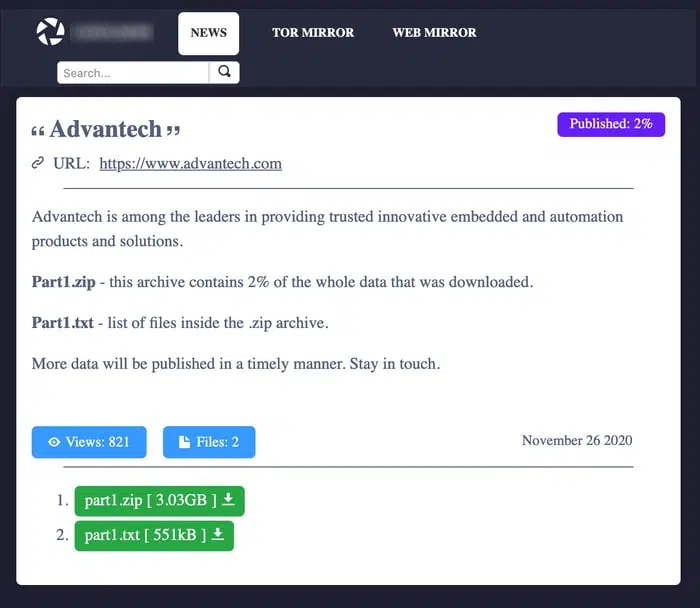 NEWS
TOR MIRROR
WEB MIRROR
Search...
“ Advantech ”
Published: 2%
URL: https://www.advantech.com
Advantech is among the leaders in providing trusted innovative embedded and automation
products and solutions.
Part1.zip - this archive contains 2% of the whole data that was downloaded.
Part1.txt - list of files inside the .zip archive.
More data will be published in a timely manner. Stay in touch.
Views: 821
Files: 2
November 26 2020
1. part1.zip [ 3.03GB ]
2. part1.txt [ 551kB ]